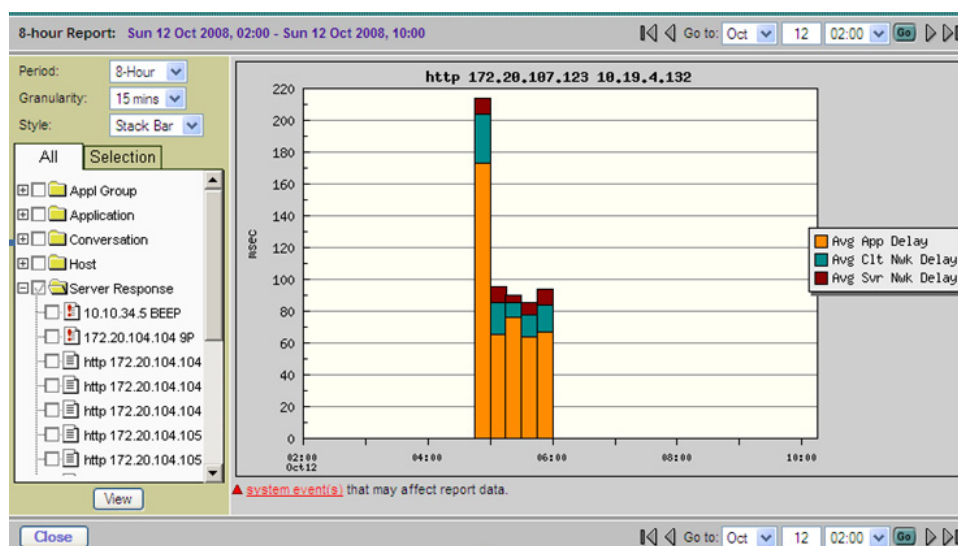 8-hour Report: Sun 12 Oct 2008, 02:00 - Sun 12 Oct 2008, 10:00
Go to: Oct 12 02:00 Go
Period: 8-Hour
Granularity: 15 mins
Style: Stack Bar
All Selection
Appl Group
Application
Conversation
Host
Server Response
10.10.34.5 BEEP
172.20.104.104 9P
http 172.20.104.104
http 172.20.104.104
http 172.20.104.104
http 172.20.104.105
http 172.20.104.105
View
http 172.20.107.123 10.19.4.132
220
200
180
160
140
120
100
80
60
40
20
0
msec
02:00 04:00 06:00 08:00 10:00
Oct12
Avg App Delay
Avg Clt Nwk Delay
Avg Svr Nwk Delay
system event(s) that may affect report data.
Close
Go to: Oct 12 02:00 Go